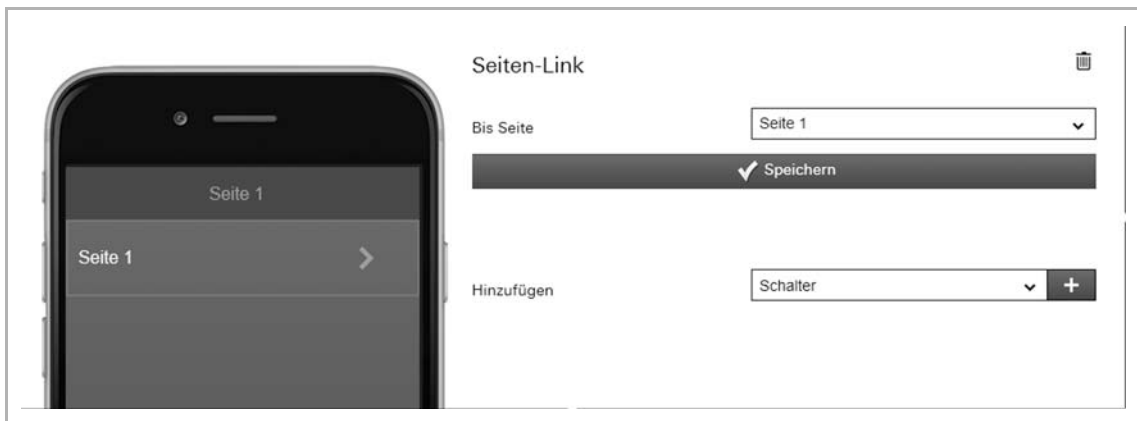 Seite 1
Seite 1
Seiten-Link
Bis Seite
Seite 1
Speichern
Hinzufügen
Schalter